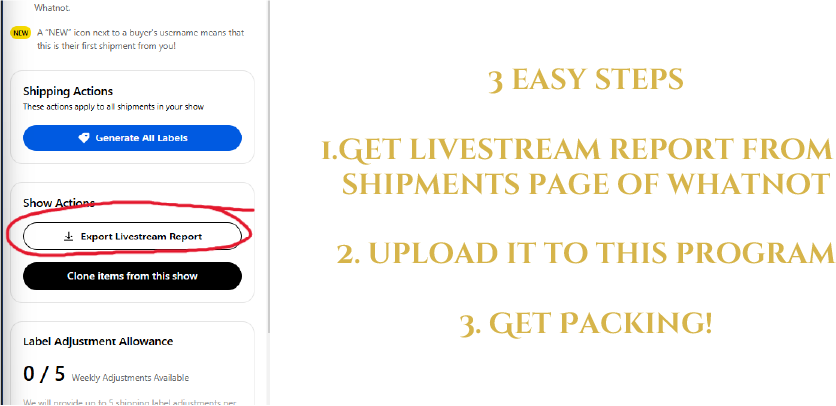 Whatnot.
NEW
A "NEW" icon next to a buyer's username means that
this is their first shipment from you!
Shipping Actions
These actions apply to all shipments in your show
Generate All Labels
Show Actions
Export Livestream Report
Clone items from this show
Label Adjustment Allowance
0 / 5 Weekly Adjustments Available
We will provide up to 5 shipping label adjustments per
3 EASY STEPS
1.GET LIVESTREAM REPORT FROM
SHIPMENTS PAGE OF WHATNOT
2. UPLOAD IT TO THIS PROGRAM
3. GET PACKING!